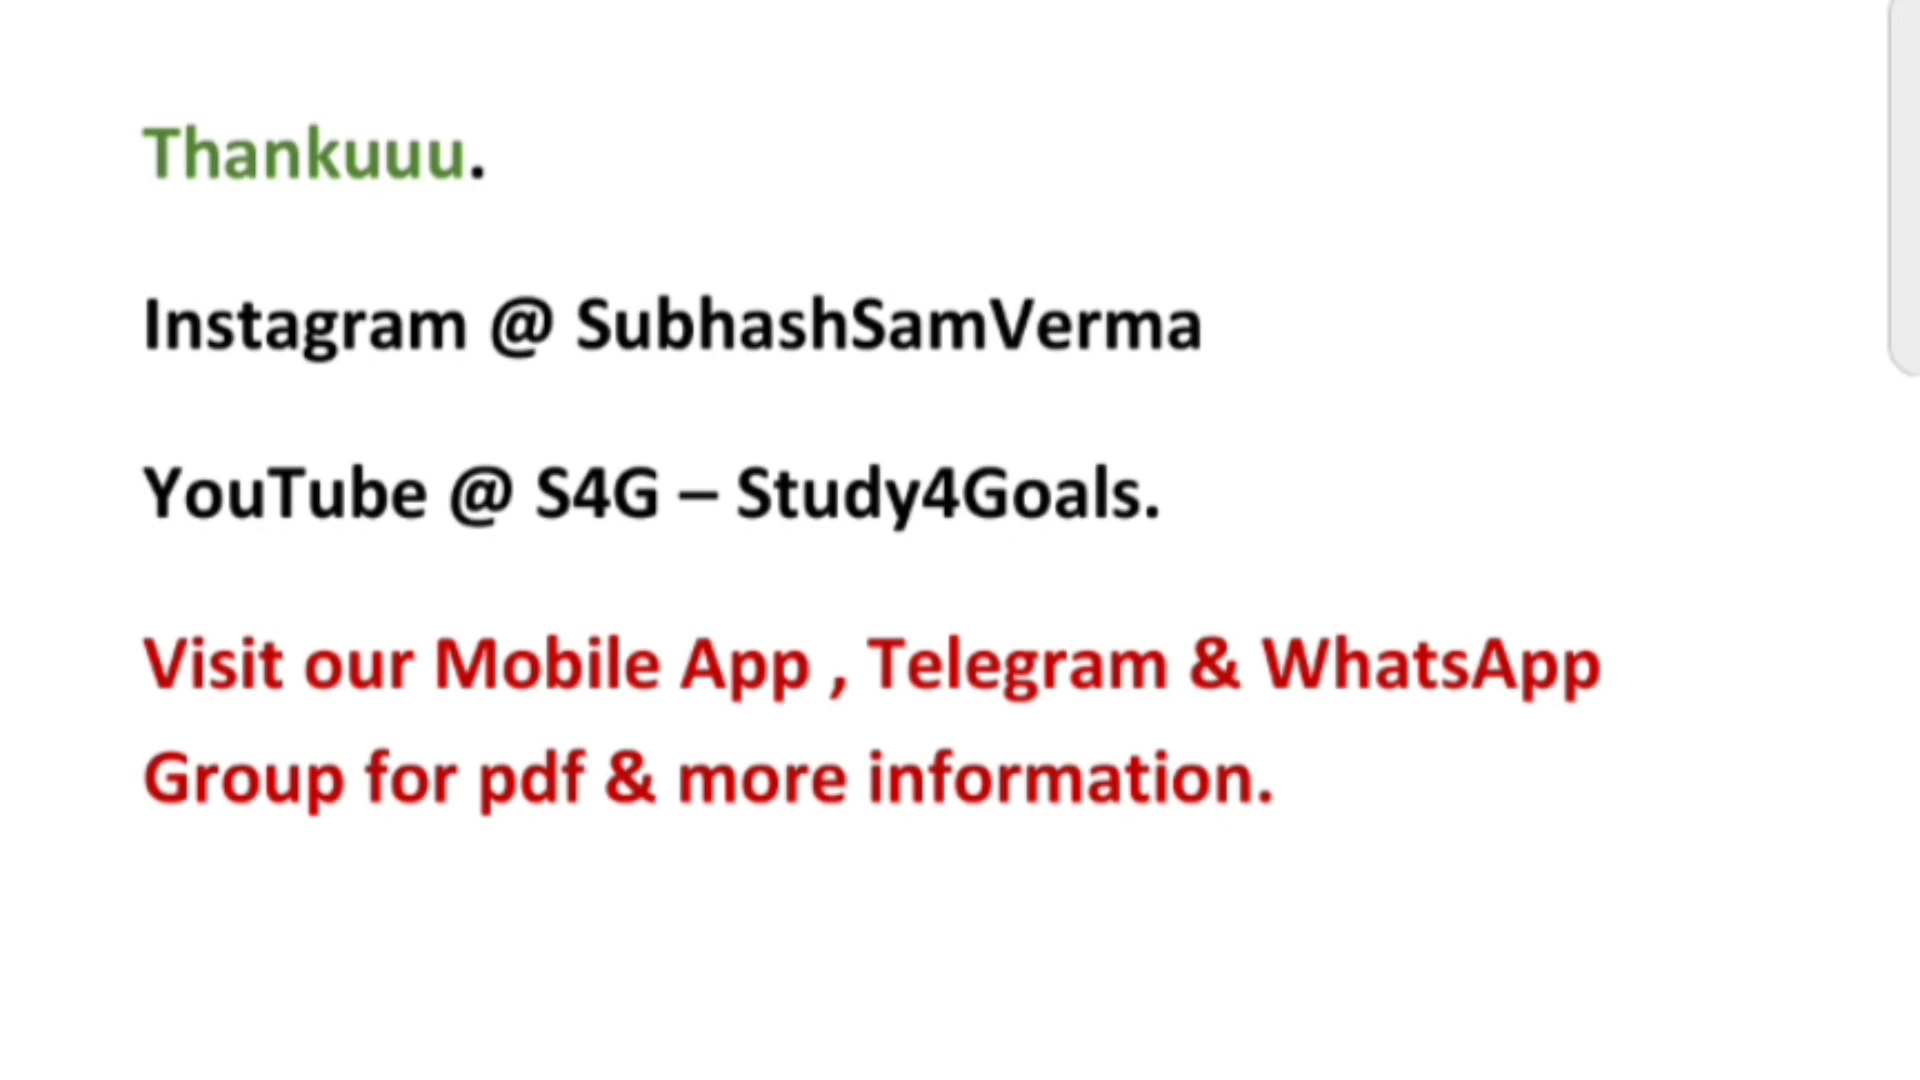 Thankuuu.
Instagram @ SubhashSamVerma
YouTube @ S4G – Study4Goals.
Visit our Mobile App , Telegram & WhatsApp
Group for pdf & more information.